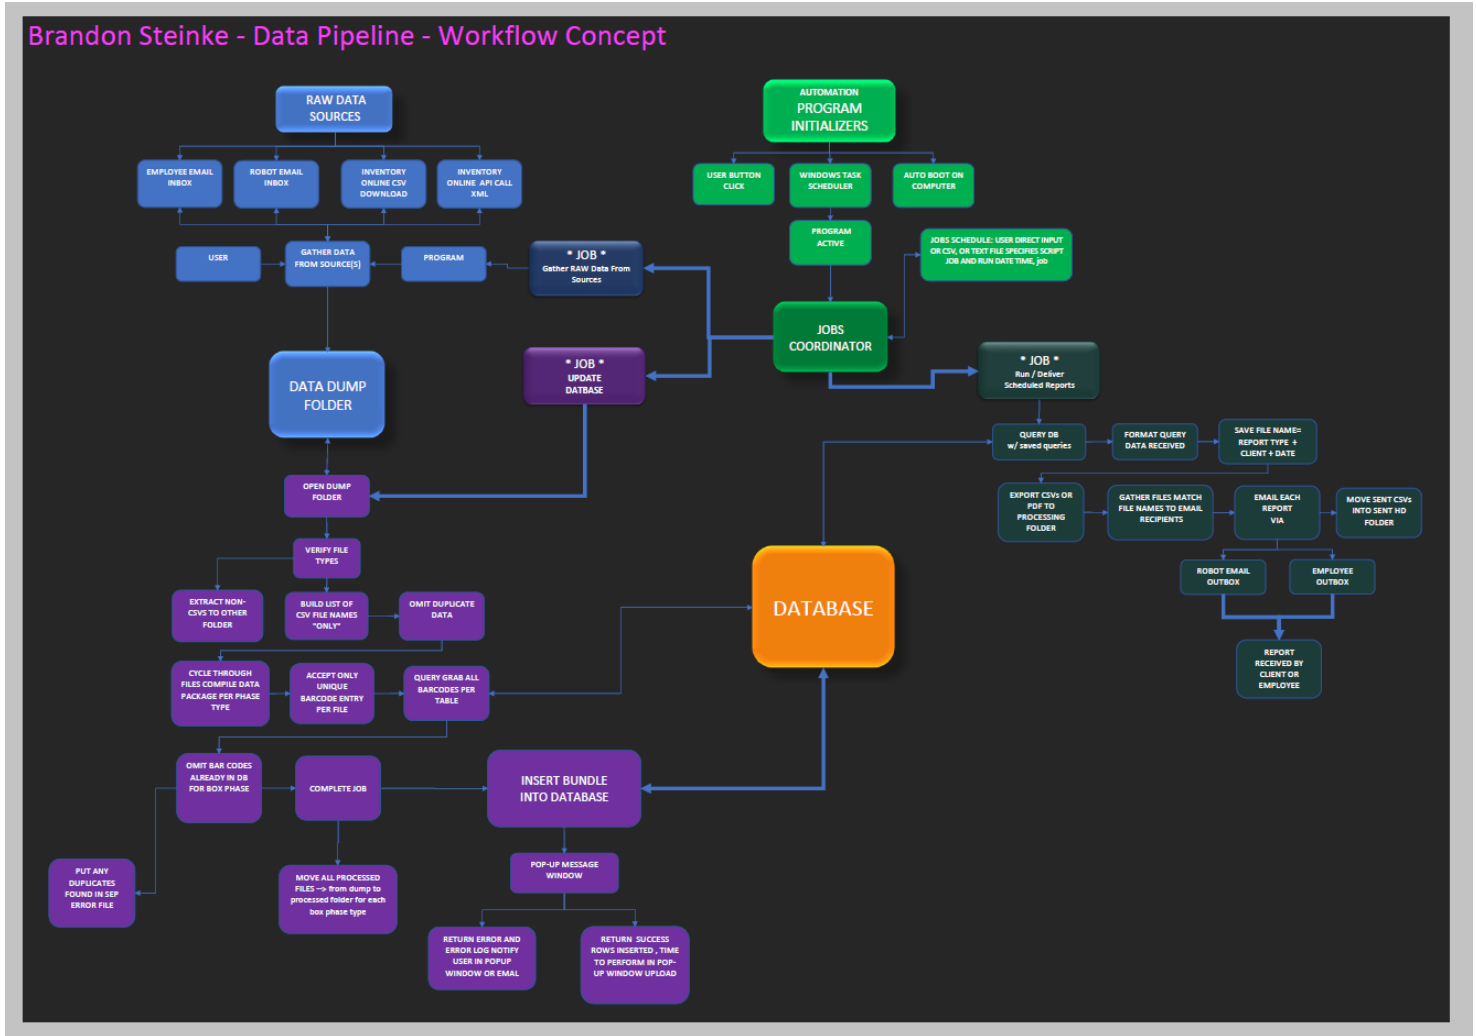 Brandon Steinke - Data Pipeline - Workflow Concept
RAW DATA
SOURCES
AUTOMATION
PROGRAM
INITIALIZERS
EMPLOYEE EMAIL
INBOX
ROBOT EMAIL
INBOX
INVENTORY
ONLINE CSV
DOWNLOAD
INVENTORY
ONLINE API CALL
XML
USER BUTTON
CLICK
WINDOWS TASK
SCHEDULER
AUTO BOOT ON
COMPUTER
USER
GATHER DATA
FROM SOURCE(S)
PROGRAM
* JOB *
Gather RAW Data From
Sources
PROGRAM
ACTIVE
JOBS SCHEDULE: USER DIRECT INPUT
OR CSV, OR TEXT FILE SPECIFIES SCRIPT
JOB AND RUN DATE TIME, job
JOBS
COORDINATOR
DATA DUMP
FOLDER
* JOB *
UPDATE
DATBASE
* JOB *
Run / Deliver
Scheduled Reports
QUERY DB
w/ saved queries
FORMAT QUERY
DATA RECEIVED
SAVE FILE NAME=
REPORT TYPE +
CLIENT + DATE
OPEN DUMP
FOLDER
EXPORT CSVs OR
PDF TO
PROCESSING
FOLDER
GATHER FILES MATCH
FILE NAMES TO EMAIL
RECIPIENTS
EMAIL EACH
REPORT
VIA
MOVE SENT CSVs
INTO SENT HD
FOLDER
VERIFY FILE
TYPES
ROBOT EMAIL
OUTBOX
EMPLOYEE
OUTBOX
EXTRACT NON-
CSVS TO OTHER
FOLDER
BUILD LIST OF
CSV FILE NAMES
"ONLY"
OMIT DUPLICATE
DATA
DATABASE
REPORT
RECEIVED BY
CLIENT OR
EMPLOYEE
CYCLE THROUGH
FILES COMPILE DATA
PACKAGE PER PHASE
TYPE
ACCEPT ONLY
UNIQUE
BARCODE ENTRY
PER FILE
QUERY GRAB ALL
BARCODES PER
TABLE
OMIT BAR CODES
ALREADY IN DB
FOR BOX PHASE
COMPLETE JOB
INSERT BUNDLE
INTO DATABASE
PUT ANY
DUPLICATES
FOUND IN SEP
ERROR FILE
MOVE ALL PROCESSED
FILES --> from dump to
processed folder for each
box phase type
POP-UP MESSAGE
WINDOW
RETURN ERROR AND
ERROR LOG NOTIFY
USER IN POPUP
WINDOW OR EMAL
RETURN SUCCESS
ROWS INSERTED , TIME
TO PERFORM IN POP-
UP WINDOW UPLOAD